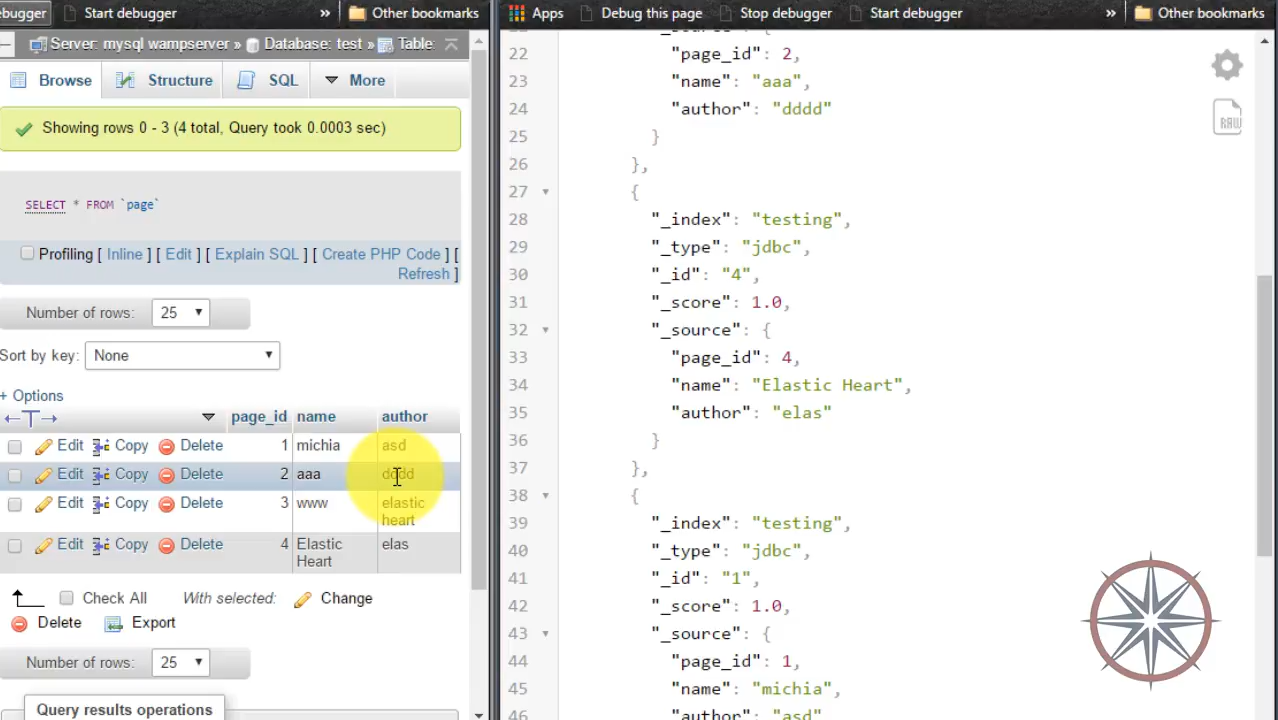 ebugger Start debugger » Other bookmarks
Server: mysql wampserver » Database: test » Table:
Browse Structure SQL More
Showing rows 0 - 3 (4 total, Query took 0.0003 sec)
SELECT * FROM `page`
Profiling [ Inline ] [ Edit ] [ Explain SQL ] [ Create PHP Code ] [
Refresh ]
Number of rows: 25
Sort by key: None
+ Options
page_id name author
Edit Copy Delete 1 michia asd
Edit Copy Delete 2 aaa dddd
Edit Copy Delete 3 www elastic
heart
Edit Copy Delete 4 Elastic elas
Heart
Check All With selected: Change
Delete Export
Number of rows: 25
Query results operations
Apps Debug this page Stop debugger Start debugger » Other bookmarks
22 "page_id": 2,
23 "name": "aaa",
24 "author": "dddd"
25 }
26 },
27 {
28 "_index": "testing",
29 "_type": "jdbc",
30 "_id": "4",
31 "_score": 1.0,
32 "_source": {
33 "page_id": 4,
34 "name": "Elastic Heart",
35 "author": "elas"
36 }
37 },
38 {
39 "_index": "testing",
40 "_type": "jdbc",
41 "_id": "1",
42 "_score": 1.0,
43 "_source": {
44 "page_id": 1,
45 "name": "michia",
46 "author": "asd"
RAW